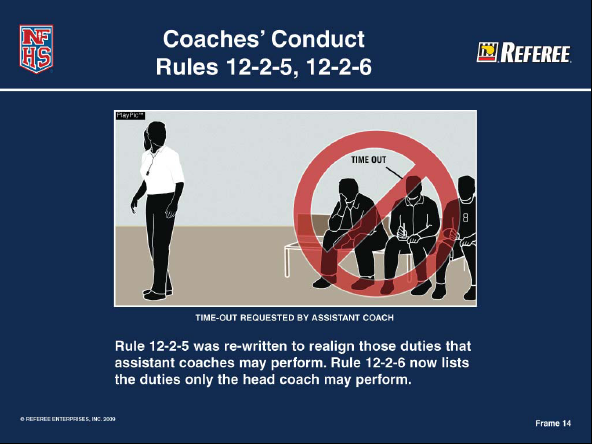 NF
HS
Coaches' Conduct
Rules 12-2-5, 12-2-6
REFEREE
PlayPic™
TIME OUT
8
TIME-OUT REQUESTED BY ASSISTANT COACH
Rule 12-2-5 was re-written to realign those duties that
assistant coaches may perform. Rule 12-2-6 now lists
the duties only the head coach may perform.
© REFEREE ENTERPRISES, INC. 2009
Frame 14